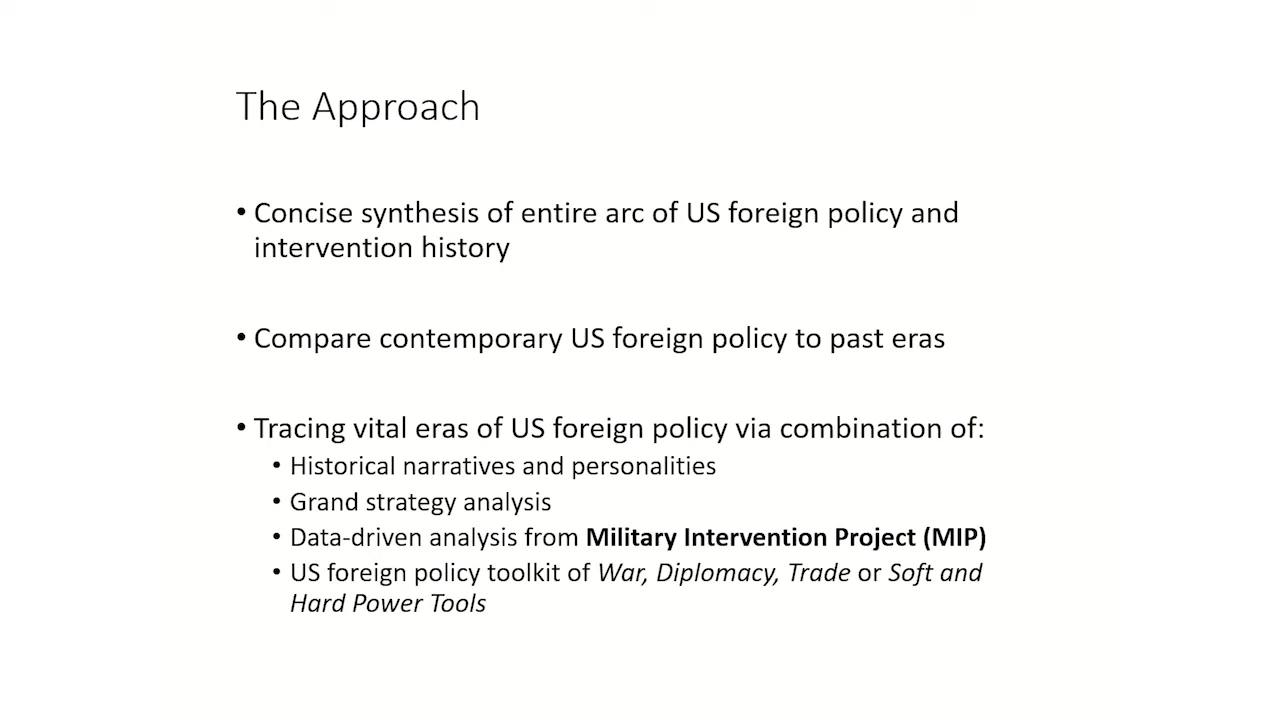 The Approach
• Concise synthesis of entire arc of US foreign policy and
intervention history
• Compare contemporary US foreign policy to past eras
• Tracing vital eras of US foreign policy via combination of:
• Historical narratives and personalities
• Grand strategy analysis
• Data-driven analysis from Military Intervention Project (MIP)
• US foreign policy toolkit of War, Diplomacy, Trade or Soft and
Hard Power Tools